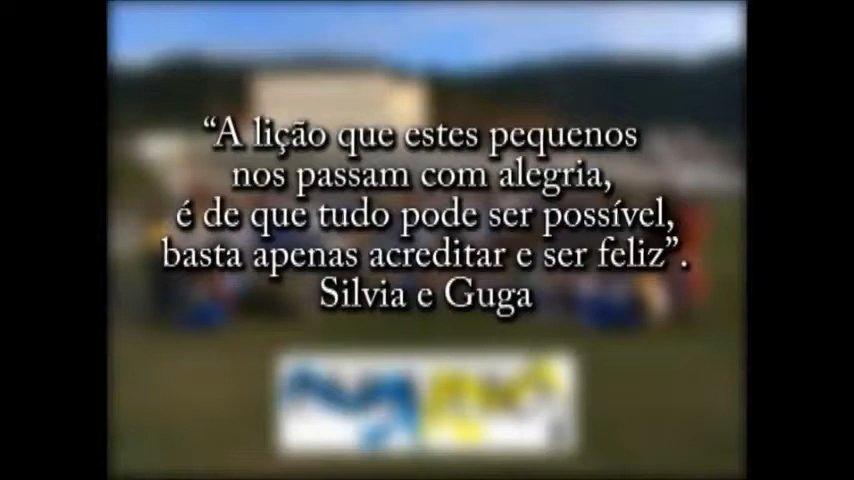 “A lição que estes pequenos
nos passam com alegria,
é de que tudo pode ser possível,
basta apenas acreditar e ser feliz”.
Silvia e Guga